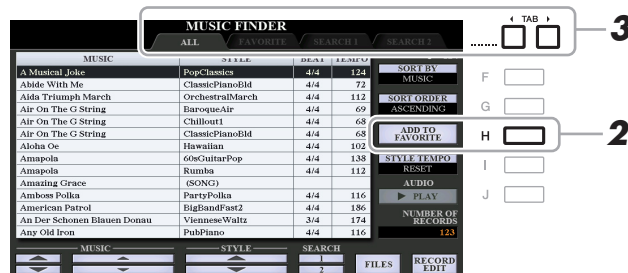 MUSIC FINDER
TAB
3
ALL FAVORITE SEARCH 1 SEARCH 2
MUSIC STYLE BEAT TEMPO
A Musical Joke PopClassics 4/4 124
Abide With Me ClassicPianoBld 4/4 72
Aida Triumph March OrchestralMarch 4/4 112
Air On The G String BaroqueAir 4/4 69
Air On The G String Chillout1 4/4 68
Air On The G String ClassicPianoBld 4/4 68
Aloha Oe Hawaiian 4/4 102
Amapola 60sGuitarPop 4/4 138
Amapola Rumba 4/4 112
Amazing Grace (SONG)
Amboss Polka PartyPolka 4/4 116
American Patrol BigBandFast2 4/4 186
An Der Schonen Blauen Donau VienneseWaltz 3/4 174
Any Old Iron PubPiano 4/4 116
SORT BY
MUSIC
SORT ORDER
ASCENDING
ADD TO
FAVORITE
STYLE TEMPO
RESET
AUDIO
PLAY
NUMBER OF
RECORDS
123
F
G
H
2
I
J
MUSIC STYLE SEARCH
1
2
FILES
RECORD
EDIT